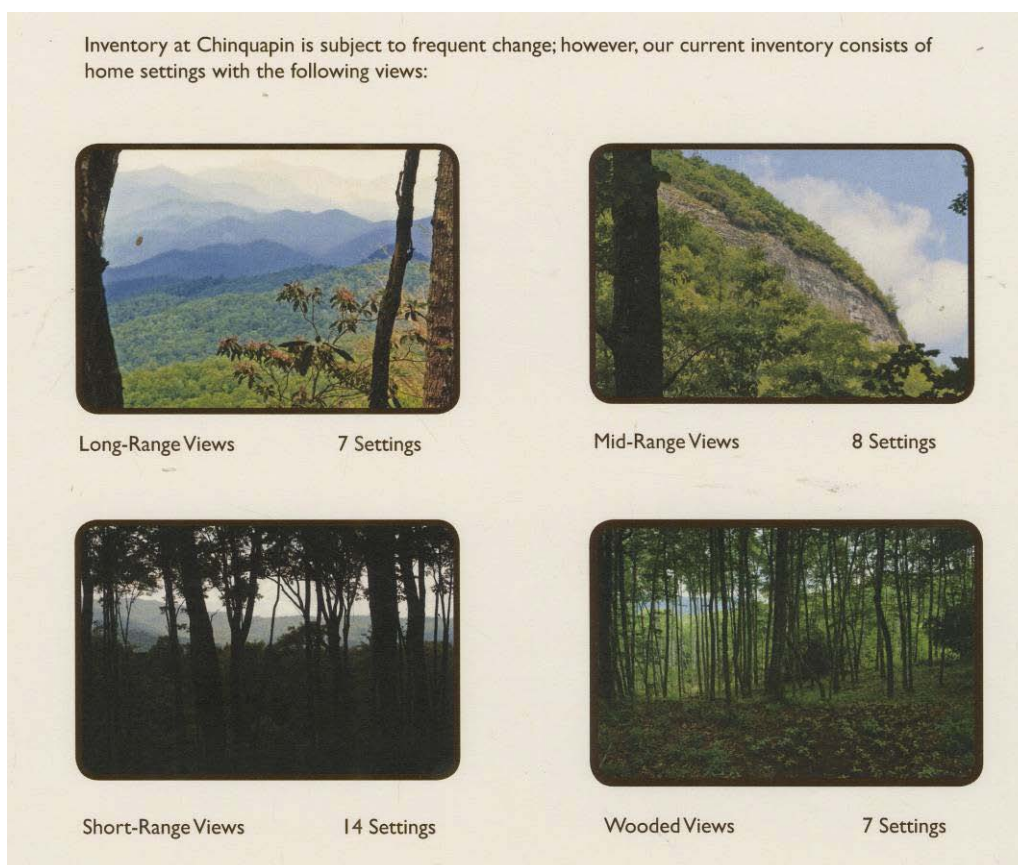 Inventory at Chinquapin is subject to frequent change; however, our current inventory consists of
home settings with the following views:
Long-Range Views 7 Settings
Mid-Range Views 8 Settings
Short-Range Views 14 Settings
Wooded Views 7 Settings